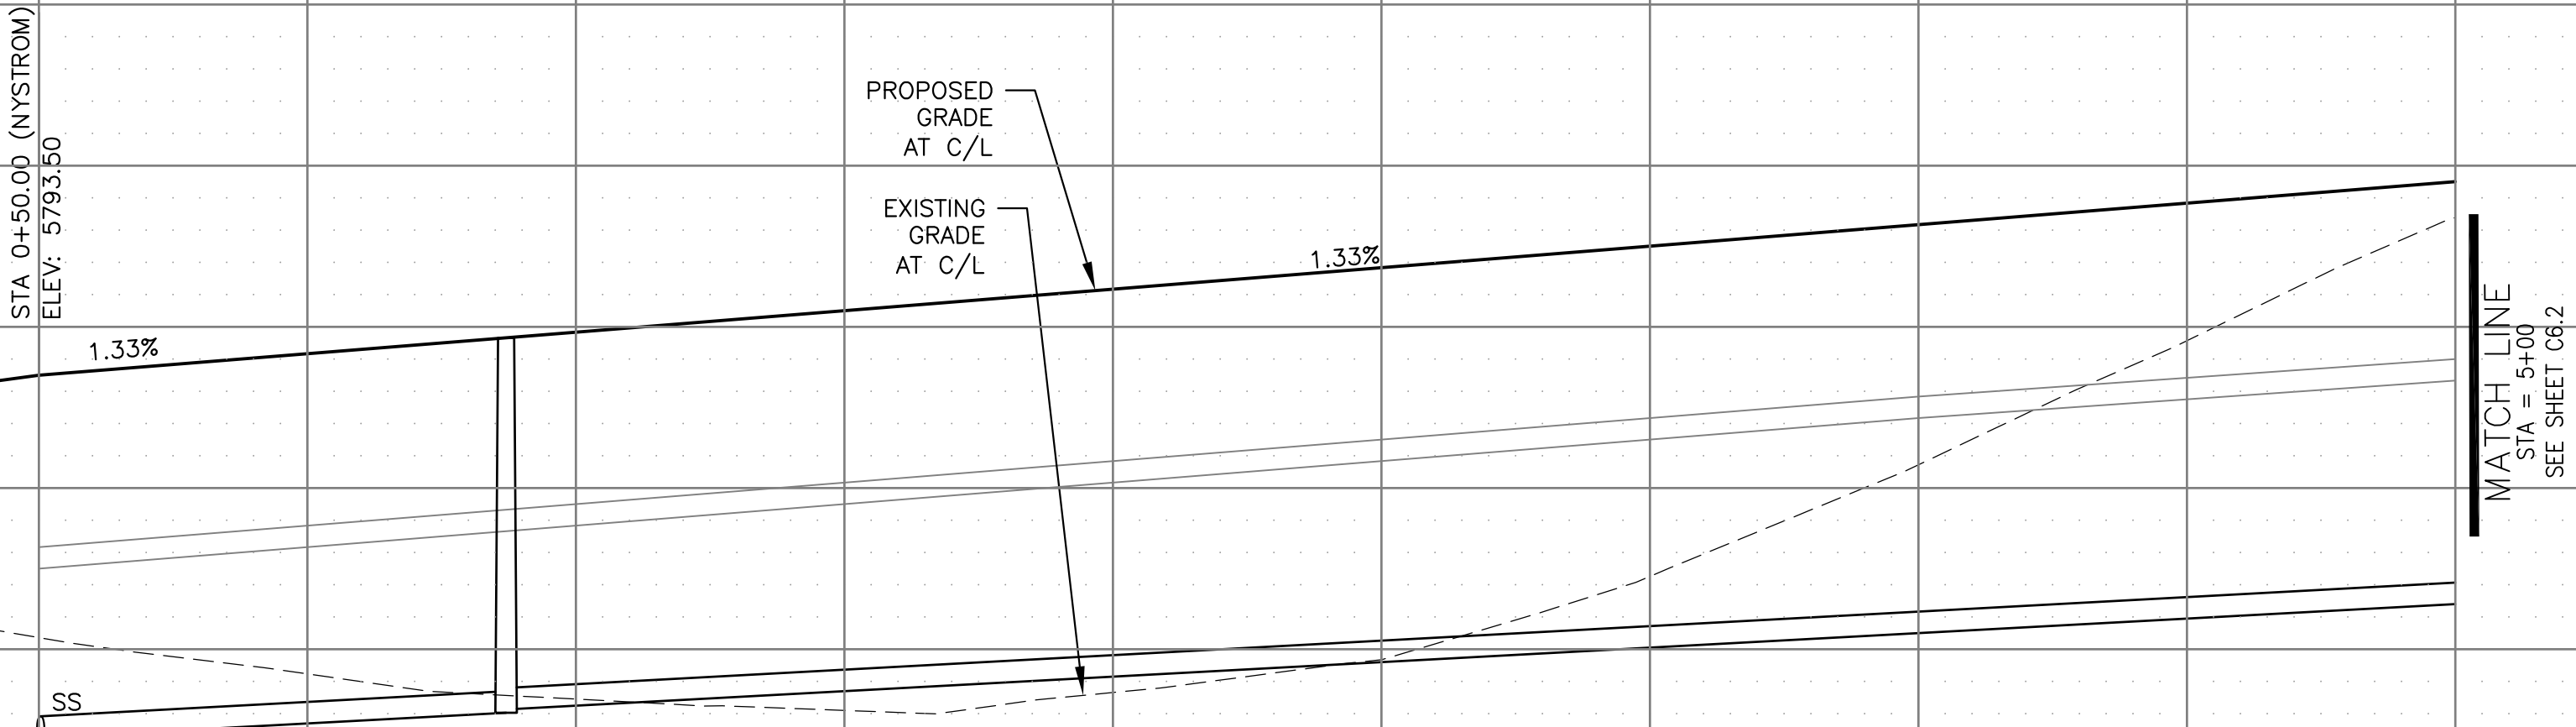 STA 0+50.00 (NYSTROM)
ELEV: 5793.50
PROPOSED
GRADE
AT C/L
EXISTING
GRADE
AT C/L
1.33%
1.33%
SS
MATCH LINE
STA = 5+00
SEE SHEET C6.2